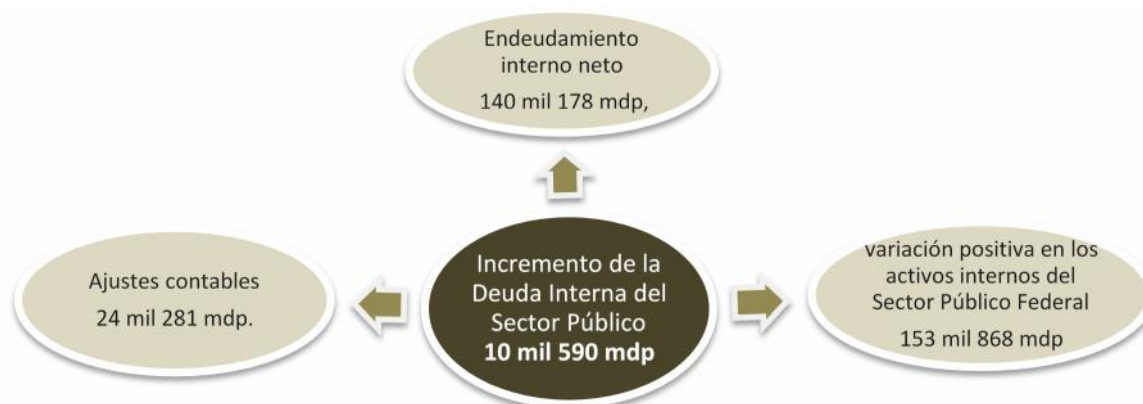 Endeudamiento
interno neto
140 mil 178 mdp,
Ajustes contables
24 mil 281 mdp.
Incremento de la
Deuda Interna del
Sector Público
10 mil 590 mdp
variación positiva en los
activos internos del
Sector Público Federal
153 mil 868 mdp